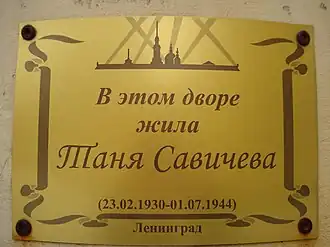 В этом дворе
жила
Таня Савичева
(23.02.1930-01.07.1944)
Ленинград